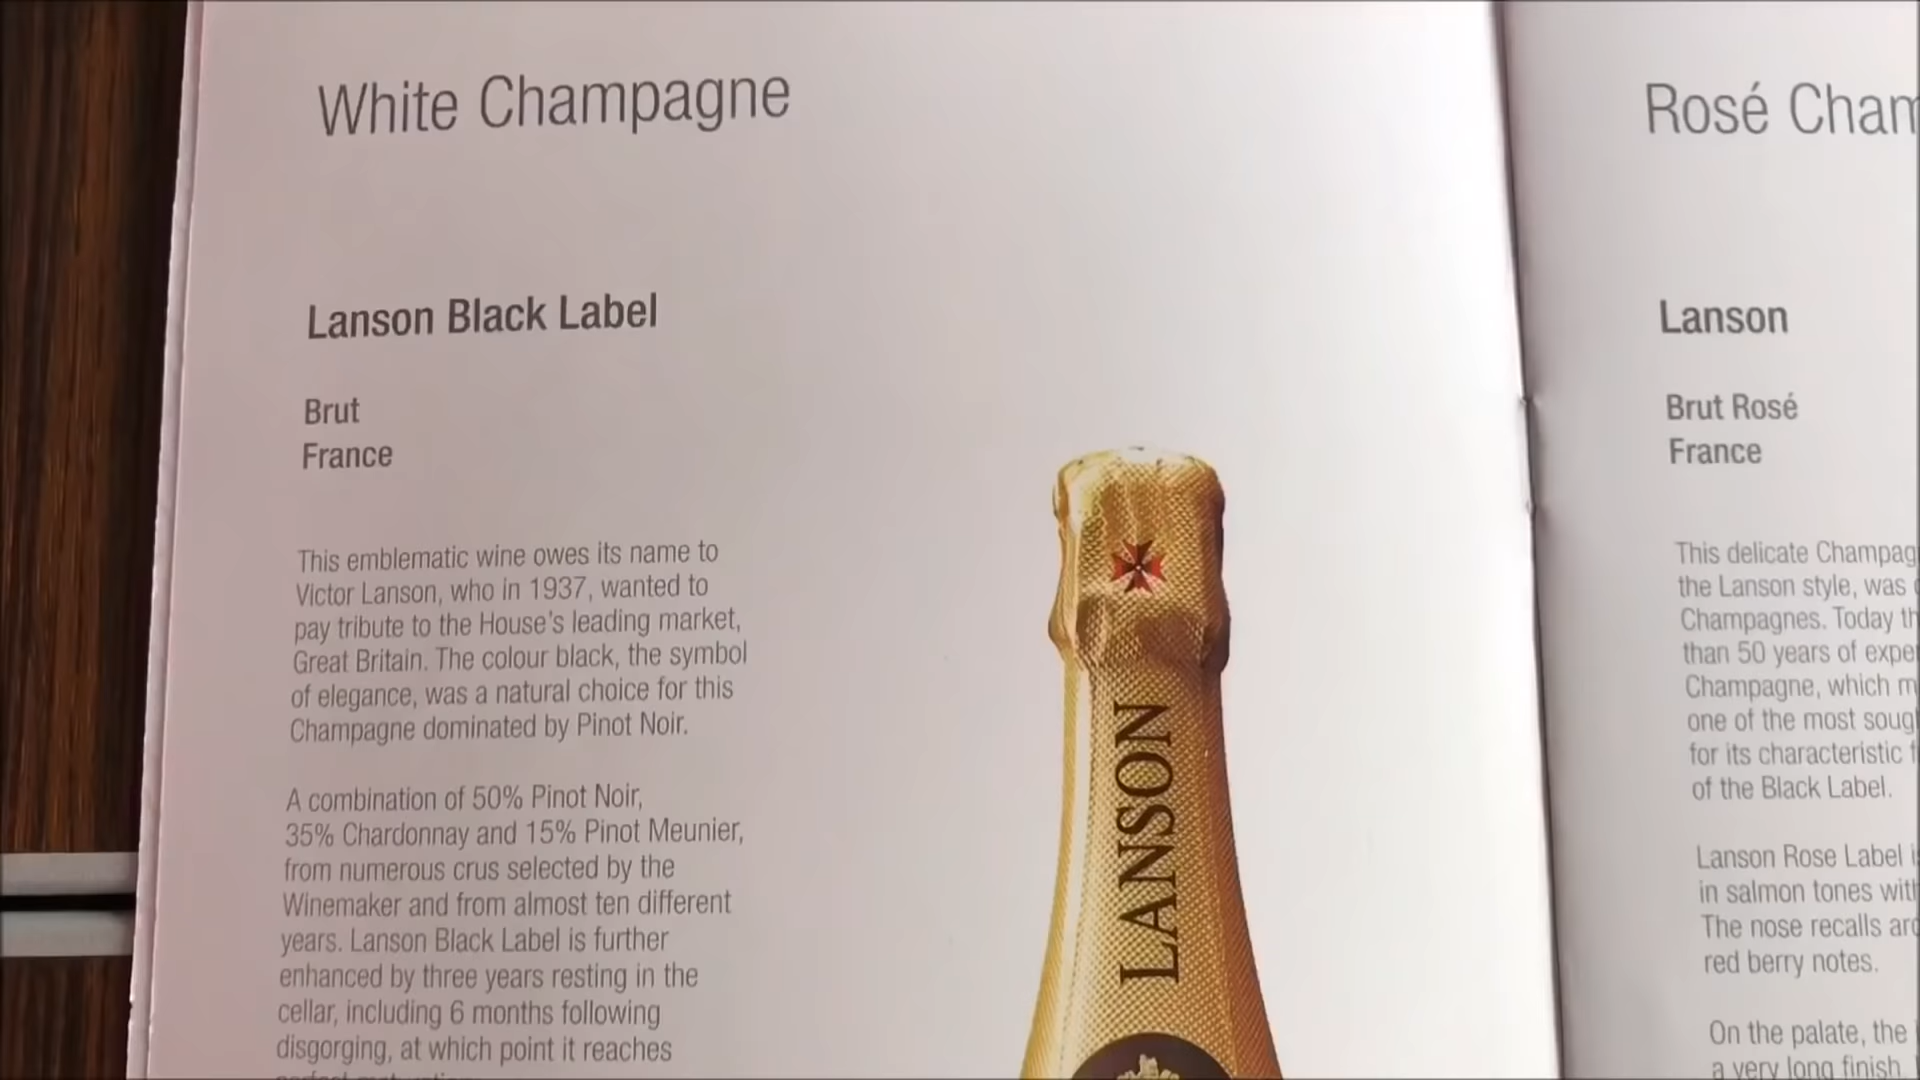 White Champagne
Lanson Black Label
Brut
France
This emblematic wine owes its name to
Victor Lanson, who in 1937, wanted to
pay tribute to the House's leading market,
Great Britain. The colour black, the symbol
of elegance, was a natural choice for this
Champagne dominated by Pinot Noir.
A combination of 50% Pinot Noir,
35% Chardonnay and 15% Pinot Meunier,
from numerous crus selected by the
Winemaker and from almost ten different
years. Lanson Black Label is further
enhanced by three years resting in the
cellar, including 6 months following
disgorging, at which point it reaches
LANSON
Rosé Cham
Lanson
Brut Rosé
France
This delicate Champag
the Lanson style, was
Champagnes. Today th
than 50 years of exper
Champagne, which m
one of the most soug
for its characteristic
of the Black Label.
Lanson Rose Label
in salmon tones with
The nose recalls aro
red berry notes.
On the palate, the
a very long finish.